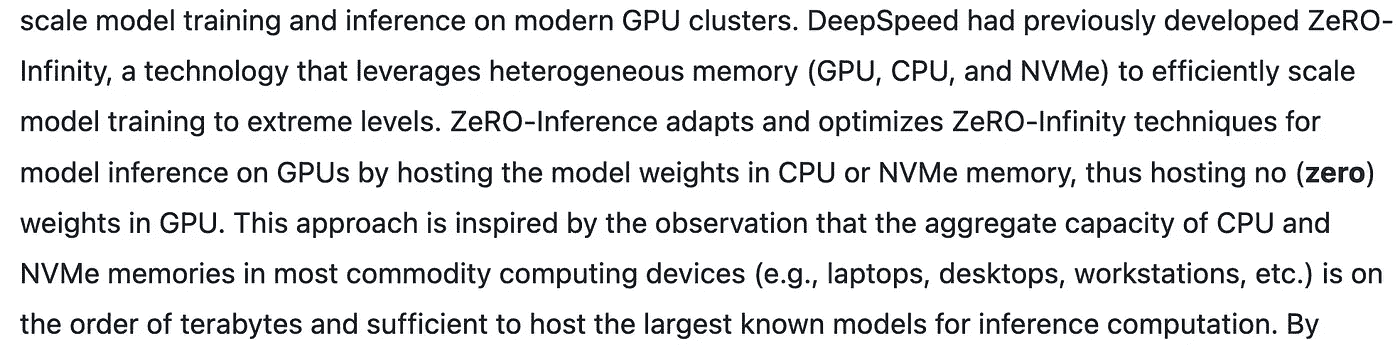 scale model training and inference on modern GPU clusters. DeepSpeed had previously developed ZeRO-
Infinity, a technology that leverages heterogeneous memory (GPU, CPU, and NVMe) to efficiently scale
model training to extreme levels. ZeRO-Inference adapts and optimizes ZeRO-Infinity techniques for
model inference on GPUs by hosting the model weights in CPU or NVMe memory, thus hosting no (zero)
weights in GPU. This approach is inspired by the observation that the aggregate capacity of CPU and
NVMe memories in most commodity computing devices (e.g., laptops, desktops, workstations, etc.) is on
the order of terabytes and sufficient to host the largest known models for inference computation. By